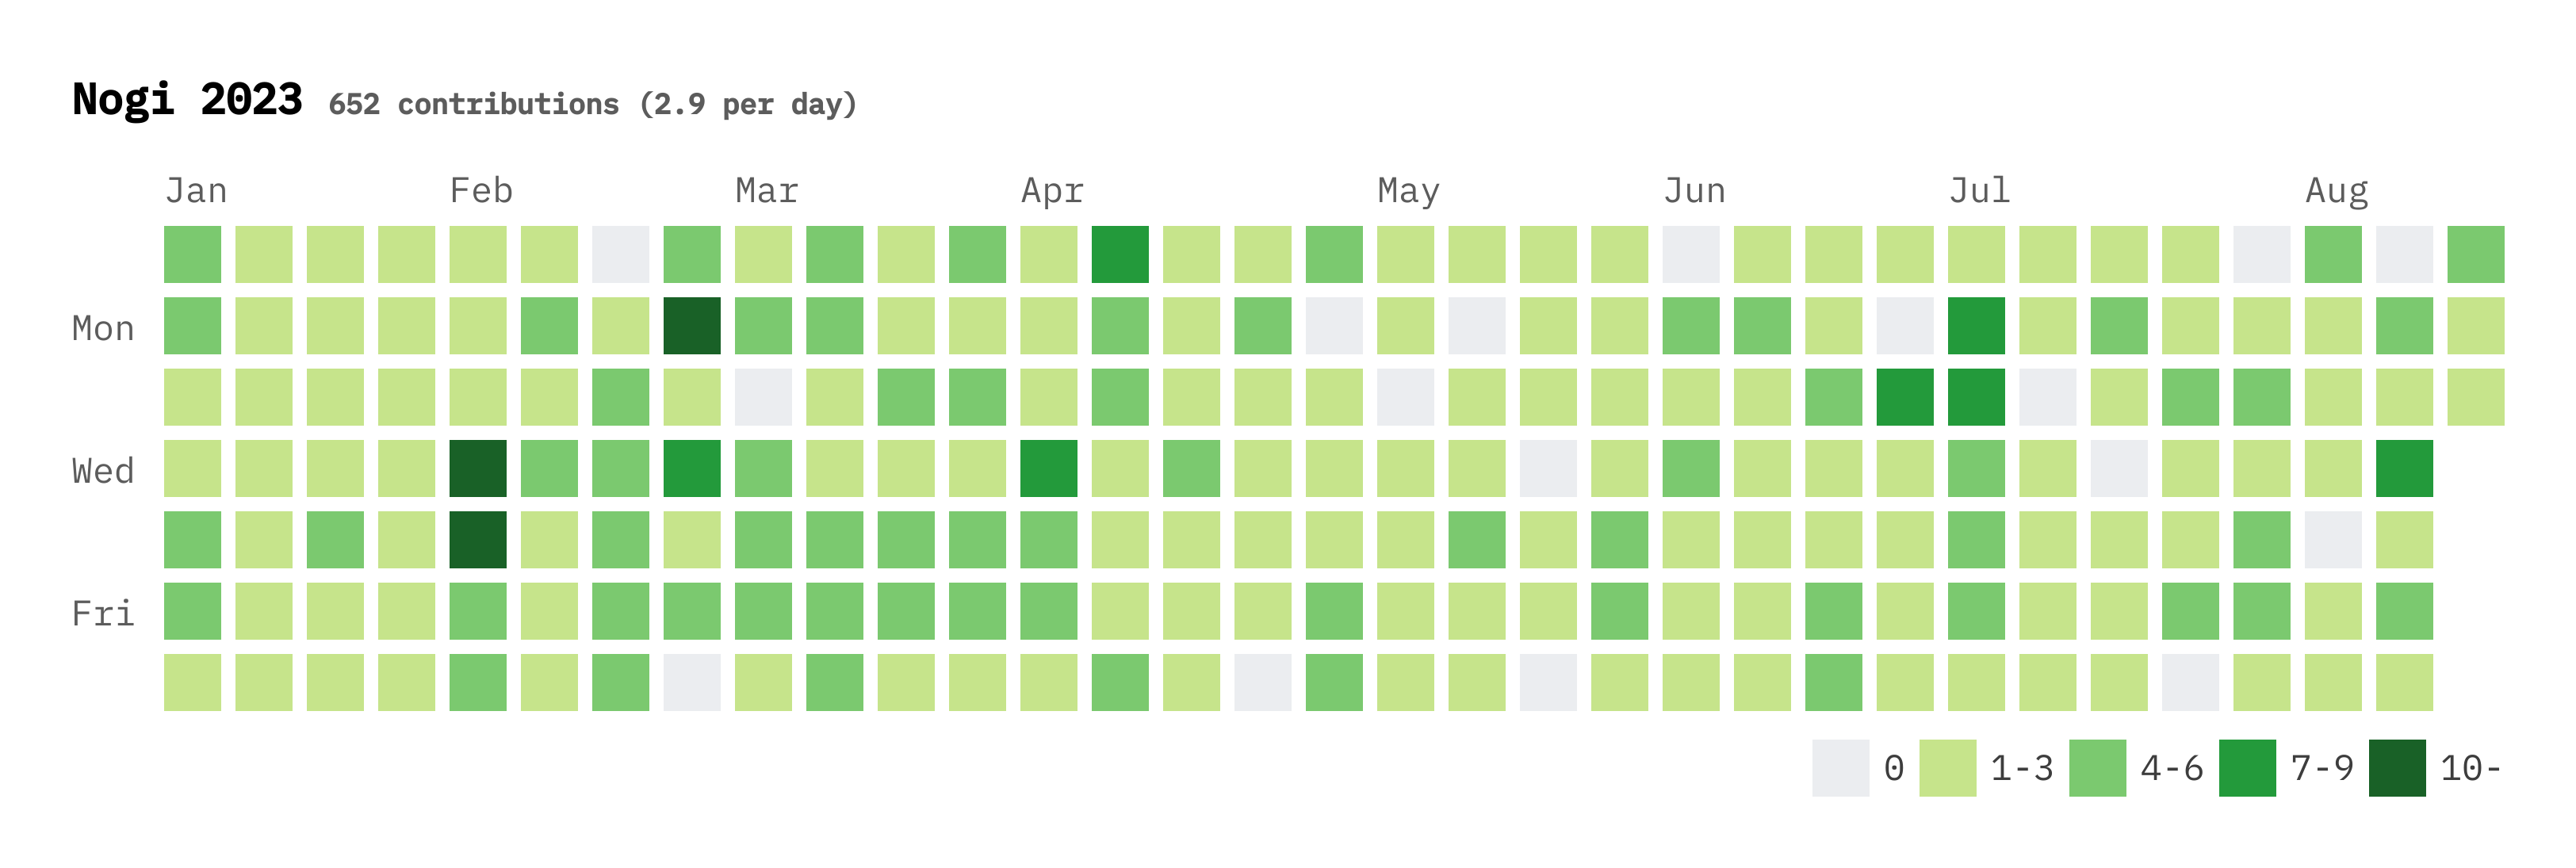 Nogi 2023 652 contributions (2.9 per day)
Jan Feb Mar Apr May Jun Jul Aug
Mon
Wed
Fri
0 1-3 4-6 7-9 10-